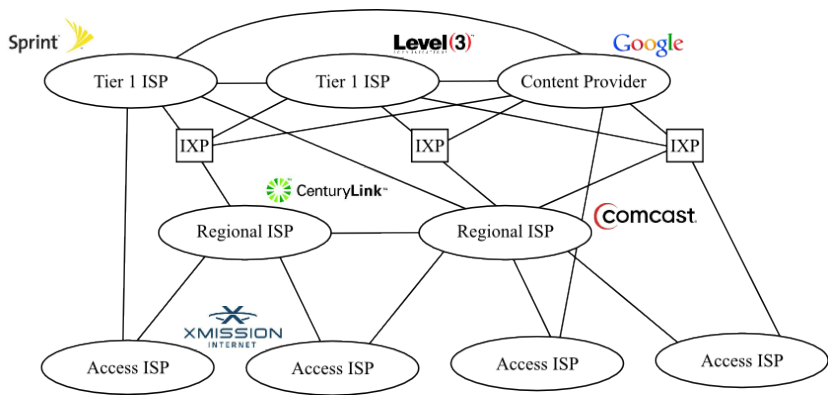 Sprint
Level(3)
Google
Tier 1 ISP
Tier 1 ISP
Content Provider
IXP
IXP
IXP
CenturyLink
comcast
Regional ISP
Regional ISP
XMISSION
INTERNET
Access ISP
Access ISP
Access ISP
Access ISP